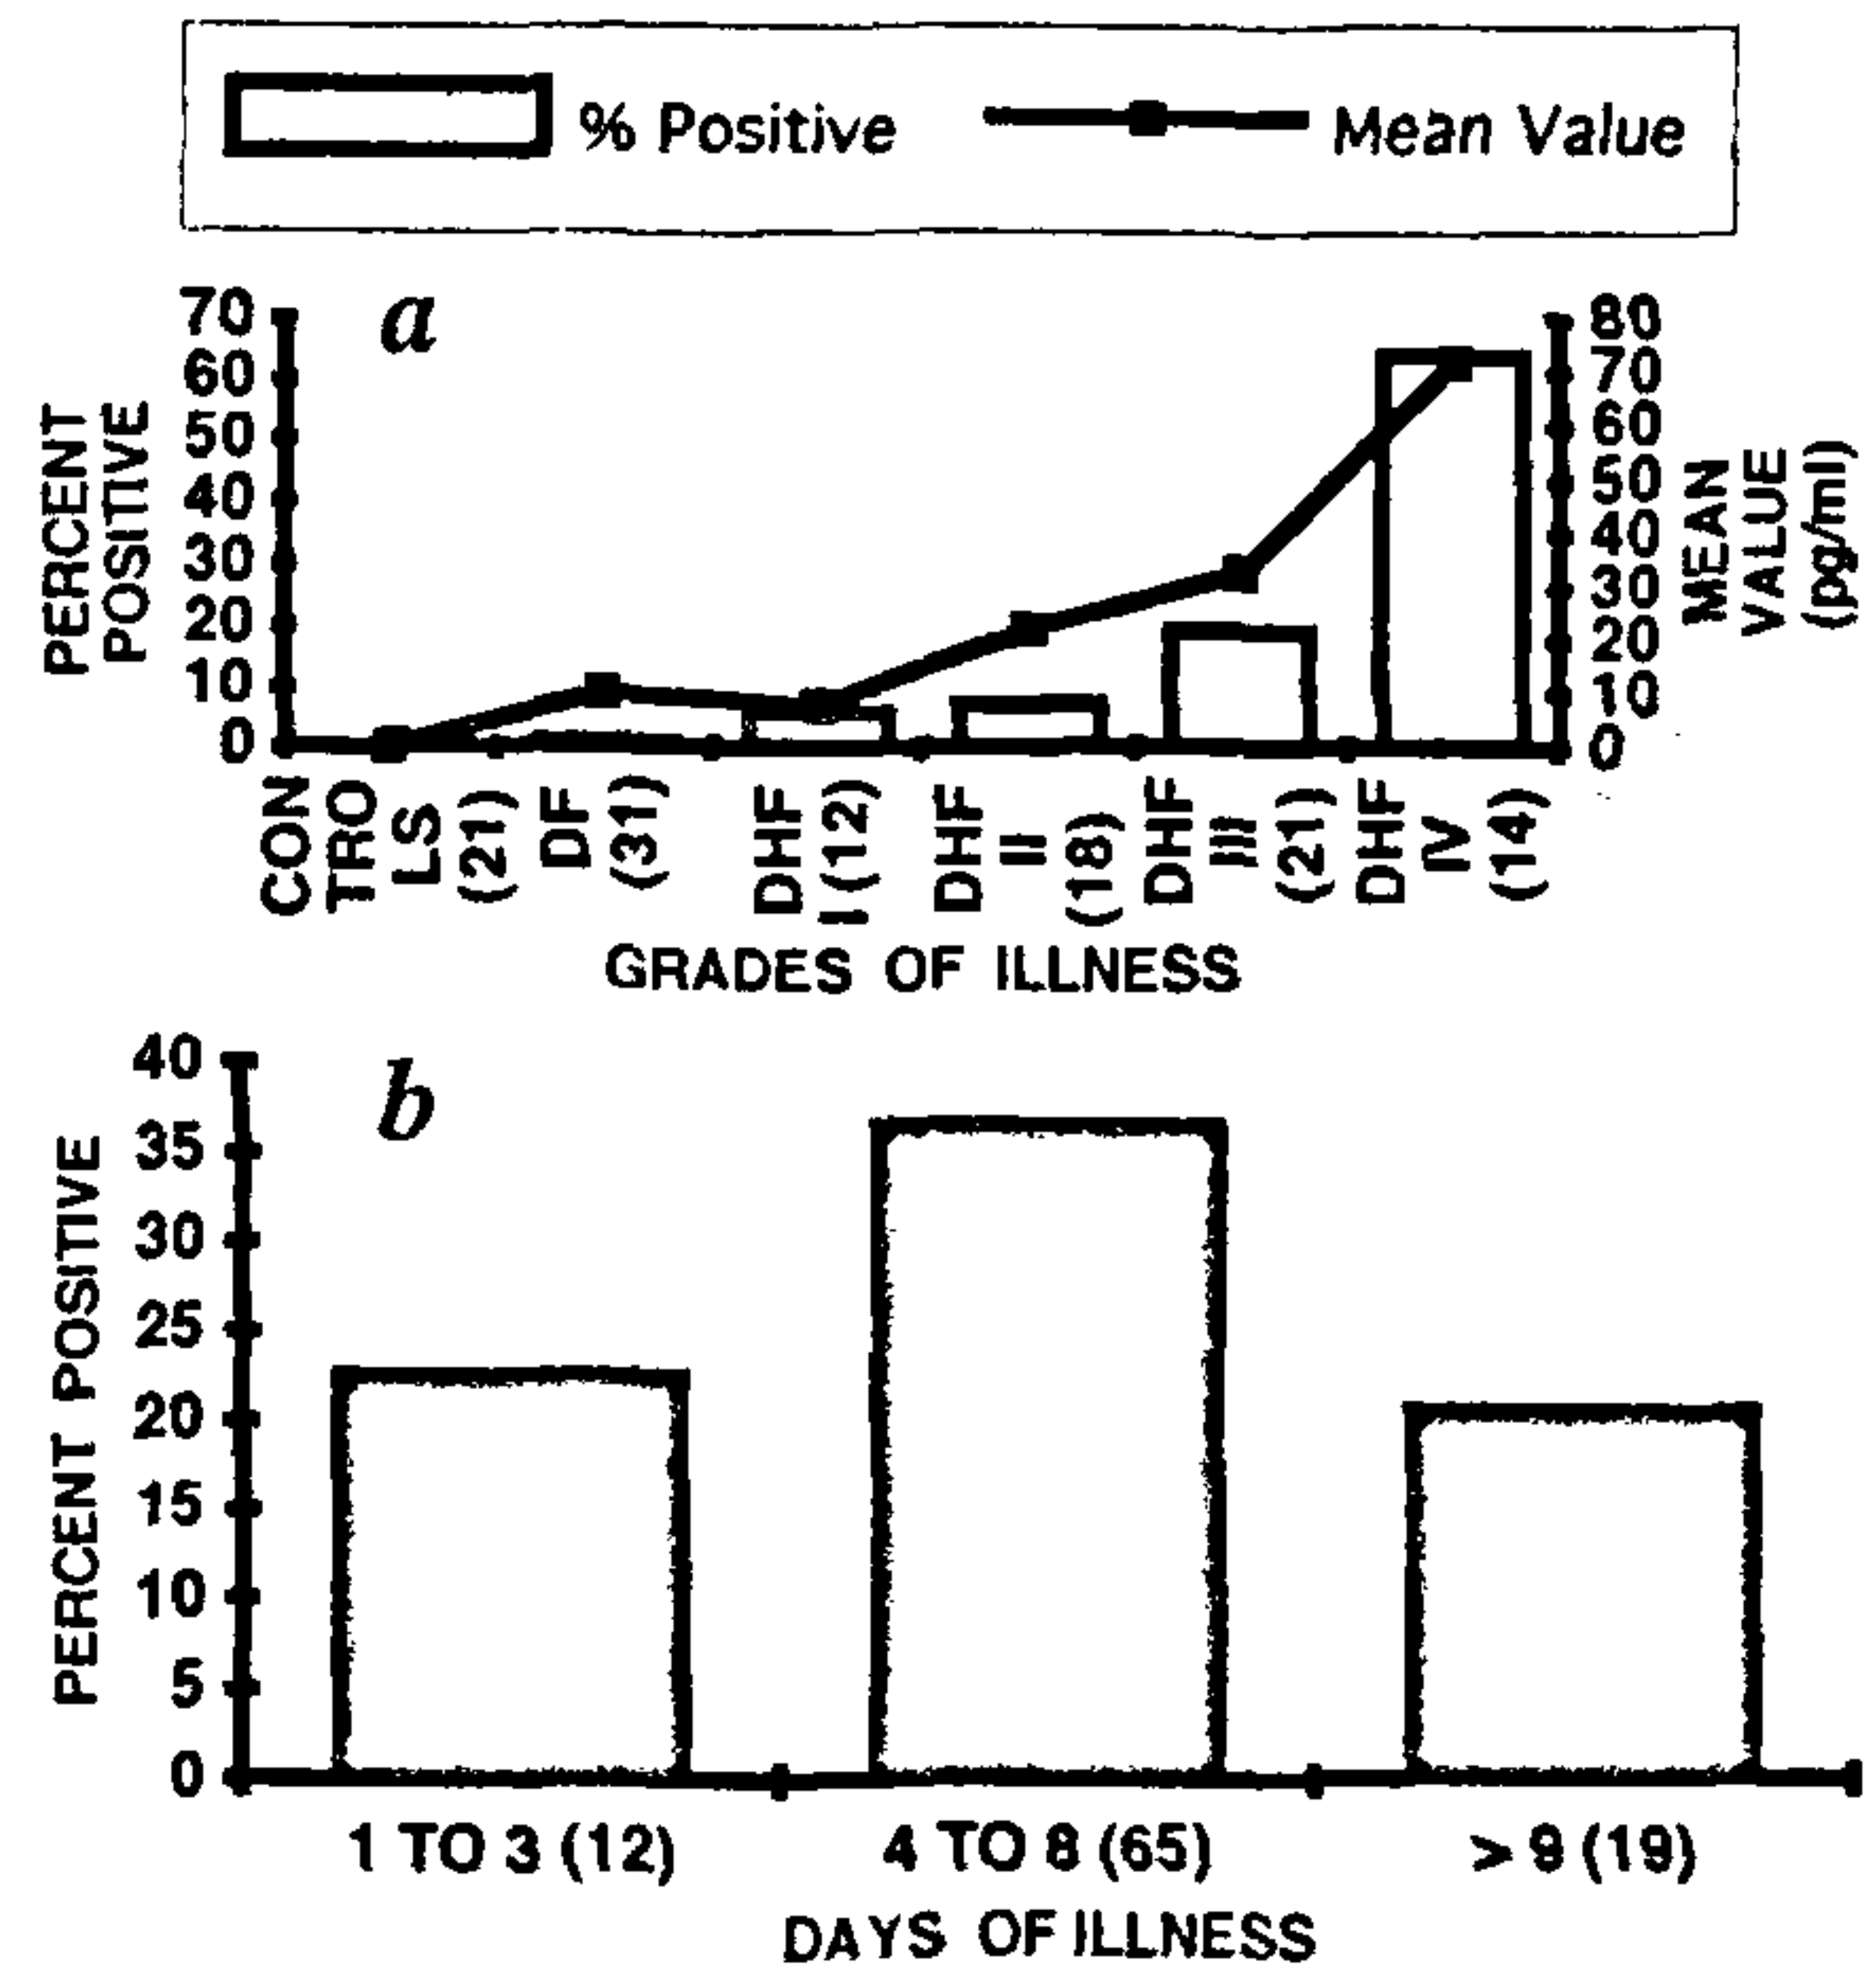 % Positive Mean Value
a
70
60
50
40
30
20
10
0
PERCENT
POSITIVE
80
70
60
50
40
30
20
10
0
MEAN
VALUE
(pg/ml)
CON
TRO
LS
(21)
DF
(31)
DHF
I (12)
DHF
II
(18)
DHF
III
(21)
DHF
IV
(14)
GRADES OF ILLNESS
b
40
35
30
25
20
15
10
5
0
PERCENT POSITIVE
1 TO 3 (12) 4 TO 8 (65) > 9 (19)
DAYS OF ILLNESS